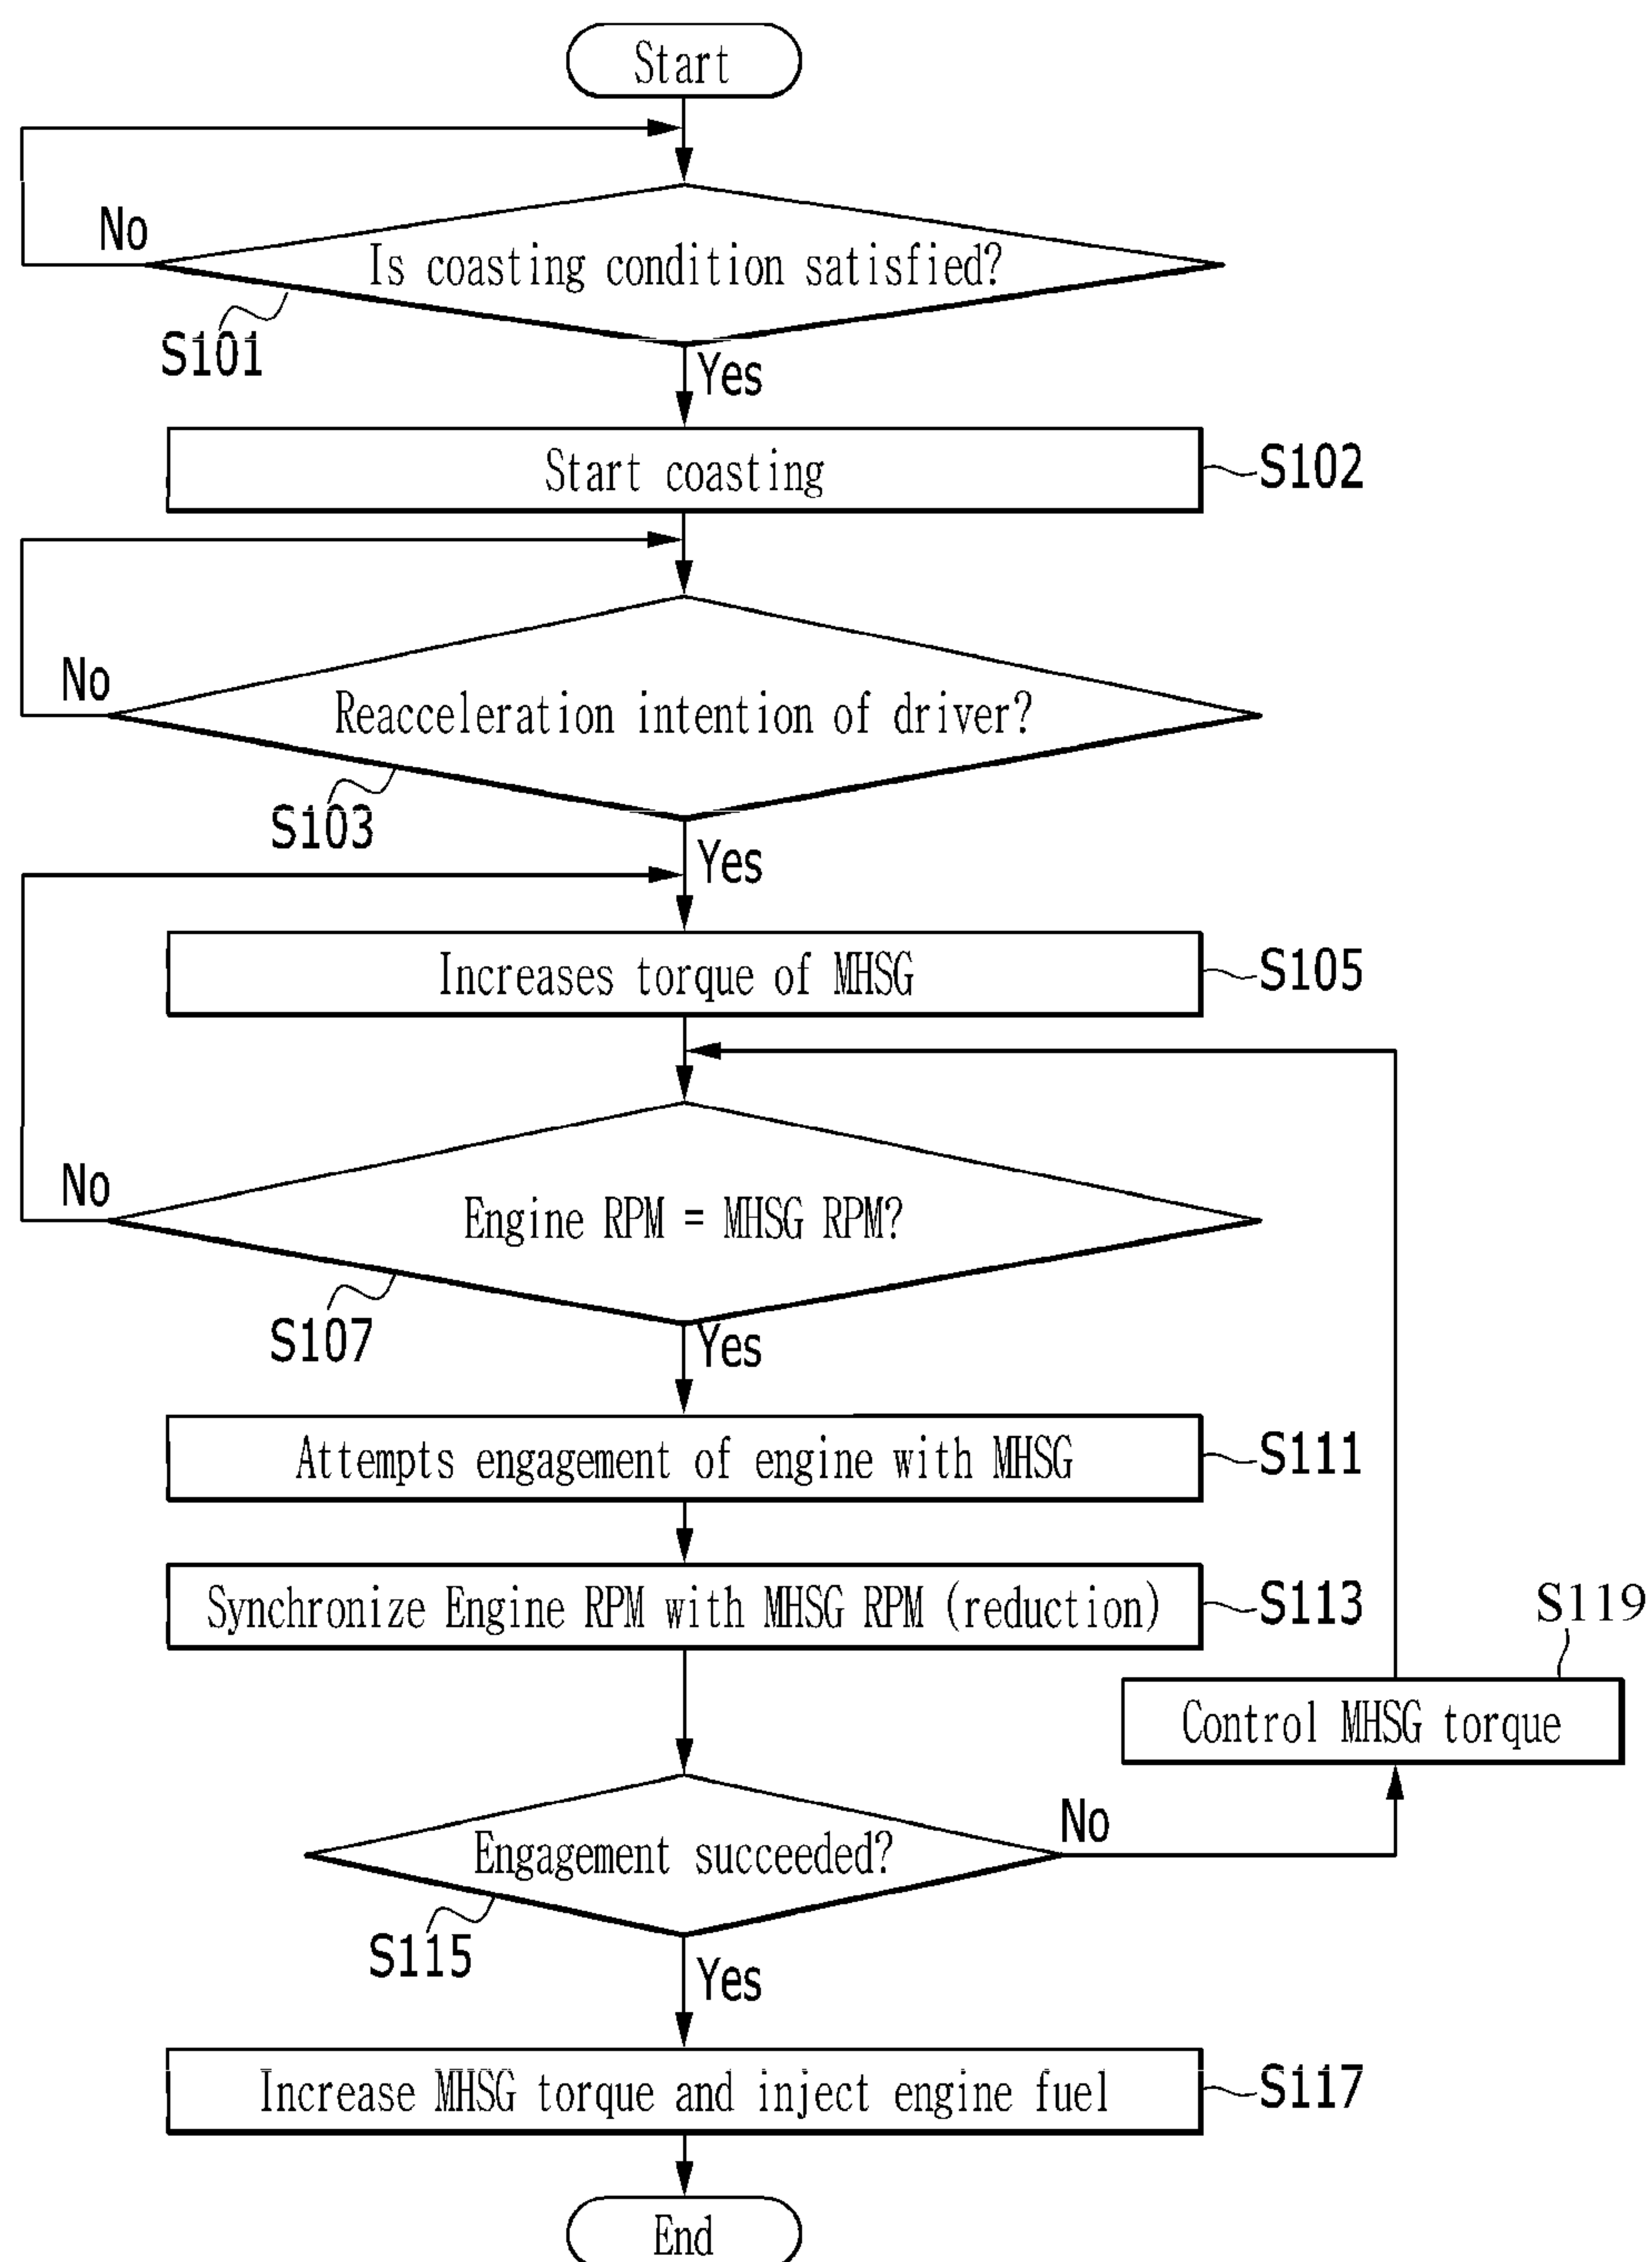 Start
No
Is coasting condition satisfied?
S101
Yes
Start coasting
S102
No
Reacceleration intention of driver?
S103
Yes
Increases torque of MHSG
S105
No
Engine RPM = MHSG RPM?
S107
Yes
Attempts engagement of engine with MHSG
S111
Synchronize Engine RPM with MHSG RPM (reduction)
S113
S119
Control MHSG torque
No
Engagement succeeded?
S115
Yes
Increase MHSG torque and inject engine fuel
S117
End